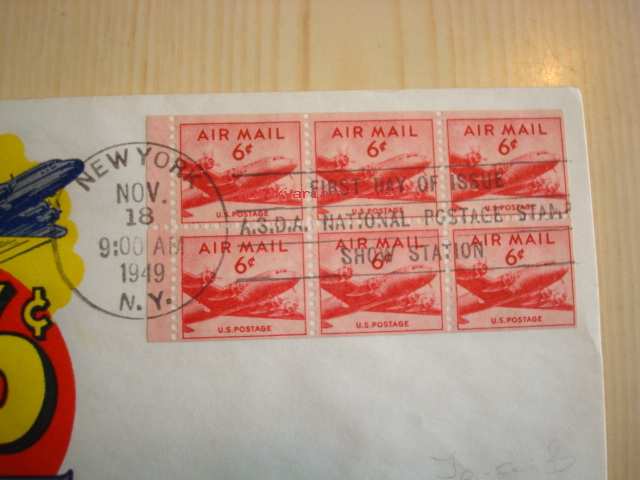 AIR MAIL AIR MAIL AIR MAIL
6¢ 6¢ 6¢
U.S. POSTAGE U.S. POSTAGE U.S. POSTAGE
AIR MAIL AIR MAIL AIR MAIL
6¢ 6¢ 6¢
U.S. POSTAGE U.S. POSTAGE U.S. POSTAGE
NEW YORK
NOV.
18
9:00 AM
1949
N. Y.
FIRST DAY OF ISSUE
A.S.D.A. NATIONAL POSTAGE STAMP
SHOW STATION
¢